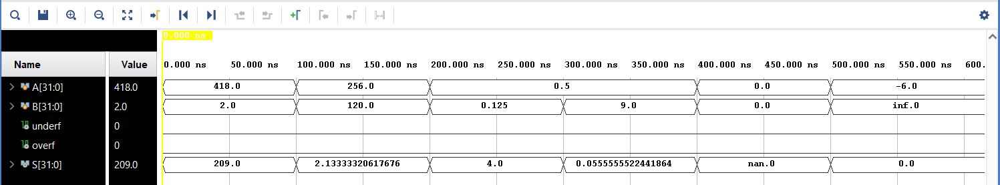 0.000 ns
Name Value 0.000 ns 50.000 ns 100.000 ns 150.000 ns 200.000 ns 250.000 ns 300.000 ns 350.000 ns 400.000 ns 450.000 ns 500.000 ns 550.000 ns 600.
A[31:0] 418.0 418.0 256.0 0.5 0.0 -6.0
B[31:0] 2.0 2.0 120.0 0.125 9.0 0.0 inf.0
underf 0
overf 0
S[31:0] 209.0 209.0 2.13333320617676 4.0 0.0555555522441864 nan.0 0.0